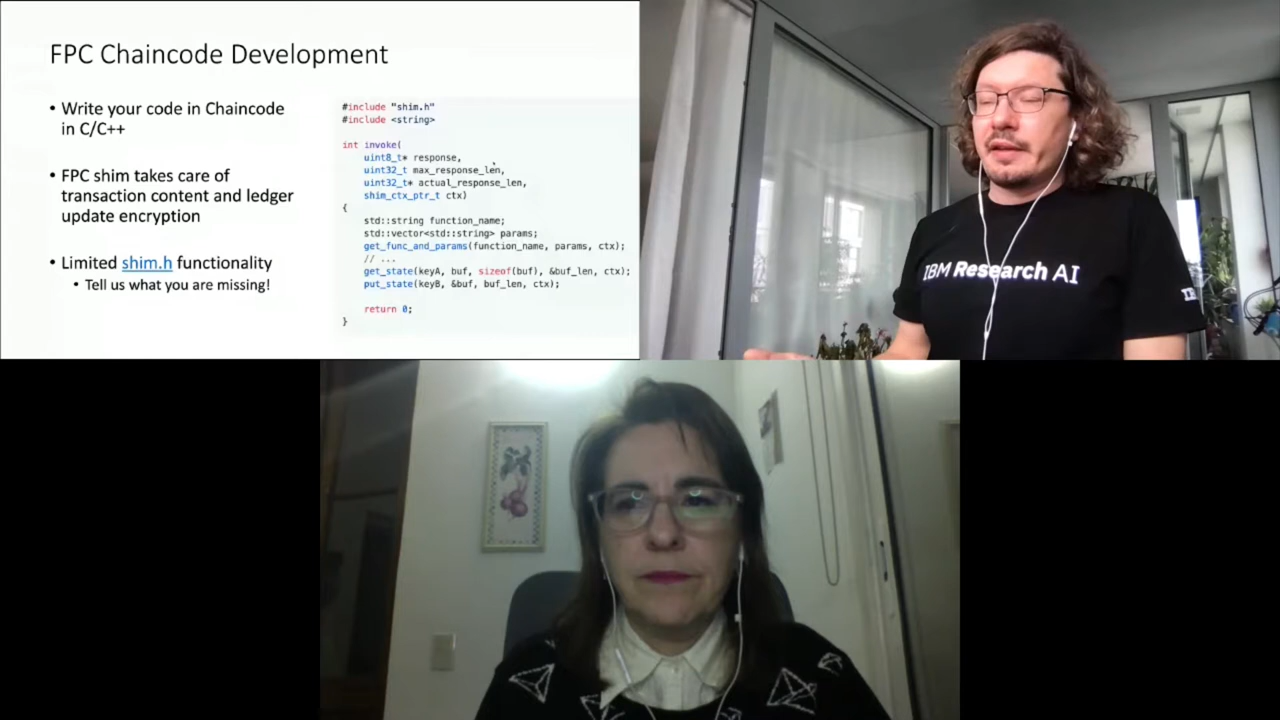 FPC Chaincode Development
• Write your code in Chaincode
in C/C++
• FPC shim takes care of
transaction content and ledger
update encryption
• Limited shim.h functionality
• Tell us what you are missing!
#include "shim.h"
#include <string>
int invoke(
uint8_t* response,
uint32_t max_response_len,
uint32_t* actual_response_len,
shim_ctx_ptr_t ctx)
{
std::string function_name;
std::vector<std::string> params;
get_func_and_params(function_name, params, ctx);
// ...
get_state(keyA, buf, sizeof(buf), &buf_len, ctx);
put_state(keyB, &buf, buf_len, ctx);
return 0;
}
IBM Research AI